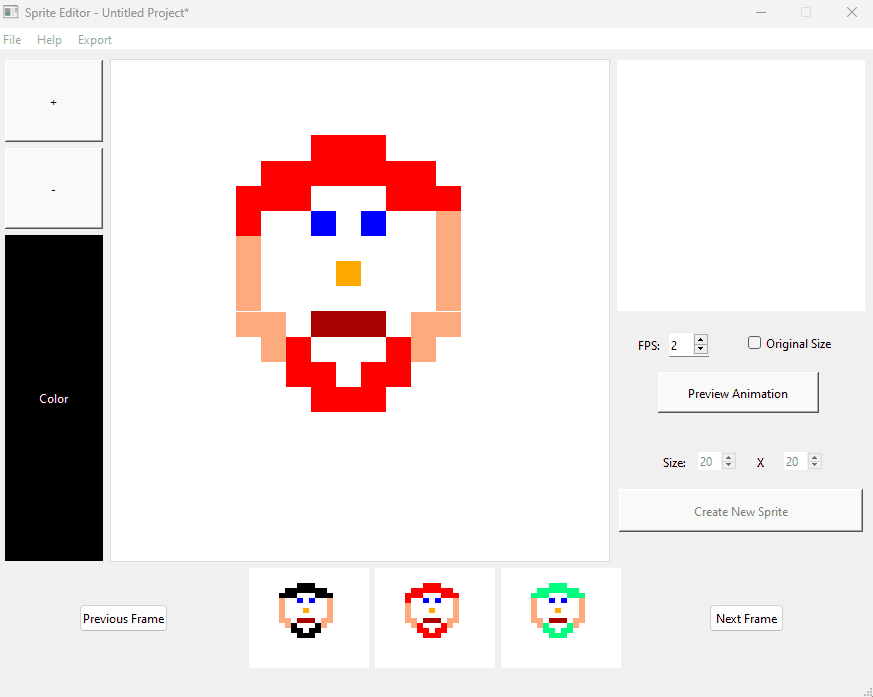 Sprite Editor - Untitled Project*
File Help Export
+
-
Color
FPS: 2
Original Size
Preview Animation
Size: 20 X 20
Create New Sprite
Previous Frame
Next Frame